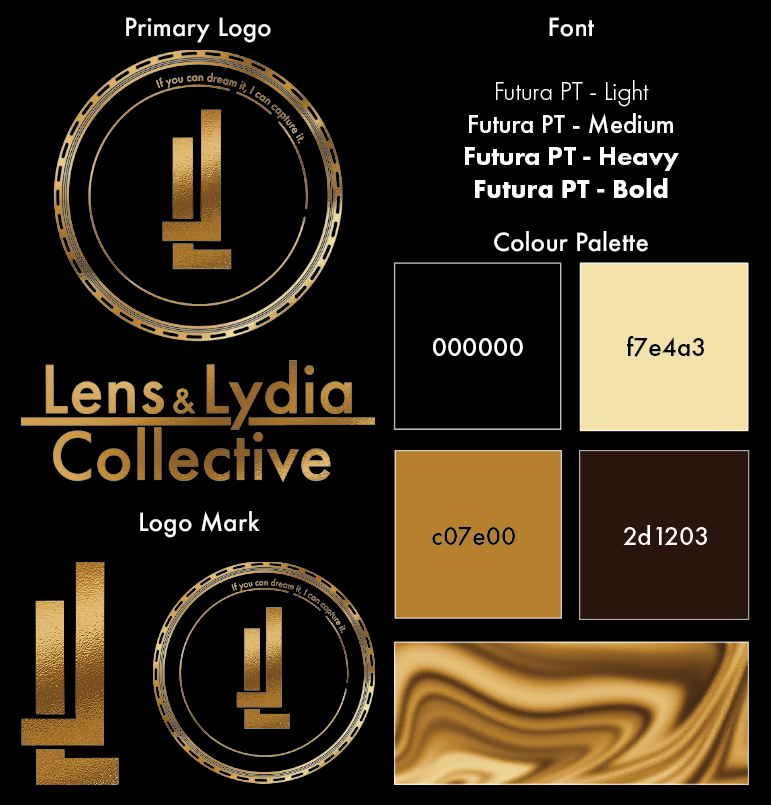 Primary Logo
If you can dream it, I can capture it.
Lens & Lydia
Collective
Logo Mark
If you can dream it, I can capture it.
Font
Futura PT - Light
Futura PT - Medium
Futura PT - Heavy
Futura PT - Bold
Colour Palette
000000
f7e4a3
c07e00
2d1203